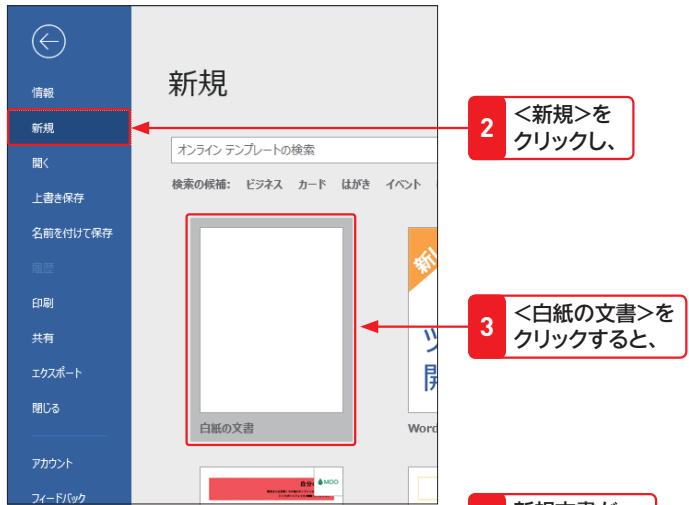 情報
新規
開く
上書き保存
名前を付けて保存
履歴
印刷
共有
エクスポート
閉じる
アカウント
フィードバック
新規
オンライン テンプレートの検索
検索の候補: ビジネス カード はがき イベント
白紙の文書
新し
ツ
開
Word
MOO
2 <新規>を
クリックし、
3 <白紙の文書>を
クリックすると、